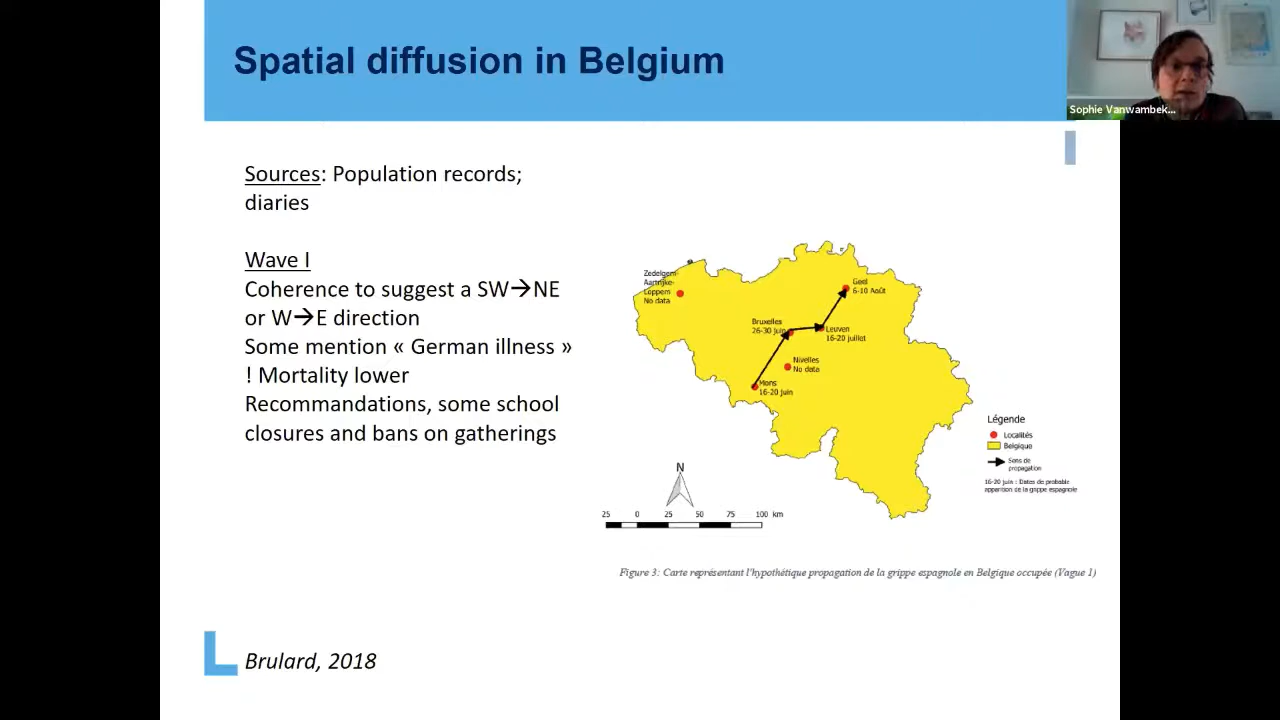 Spatial diffusion in Belgium
Sophie Vanwambek...
Sources: Population records;
diaries
Wave I
Coherence to suggest a SW→NE
or W→E direction
Some mention « German illness »
! Mortality lower
Recommandations, some school
closures and bans on gatherings
Zedelgem-
Aartrijke-
Loppem
No data
Geel
6-10 Août
Bruxelles
26-30 juin
Leuven
16-20 juillet
Nivelles
No data
Mons
16-20 juin
Légende
Localités
Belgique
Sens de
propagation
16-20 juin : Dates de probable
apparition de la grippe espagnole
N
25 0 25 50 75 100 km
Figure 3: Carte représentant l'hypothétique propagation de la grippe espagnole en Belgique occupée (Vague 1)
Brulard, 2018